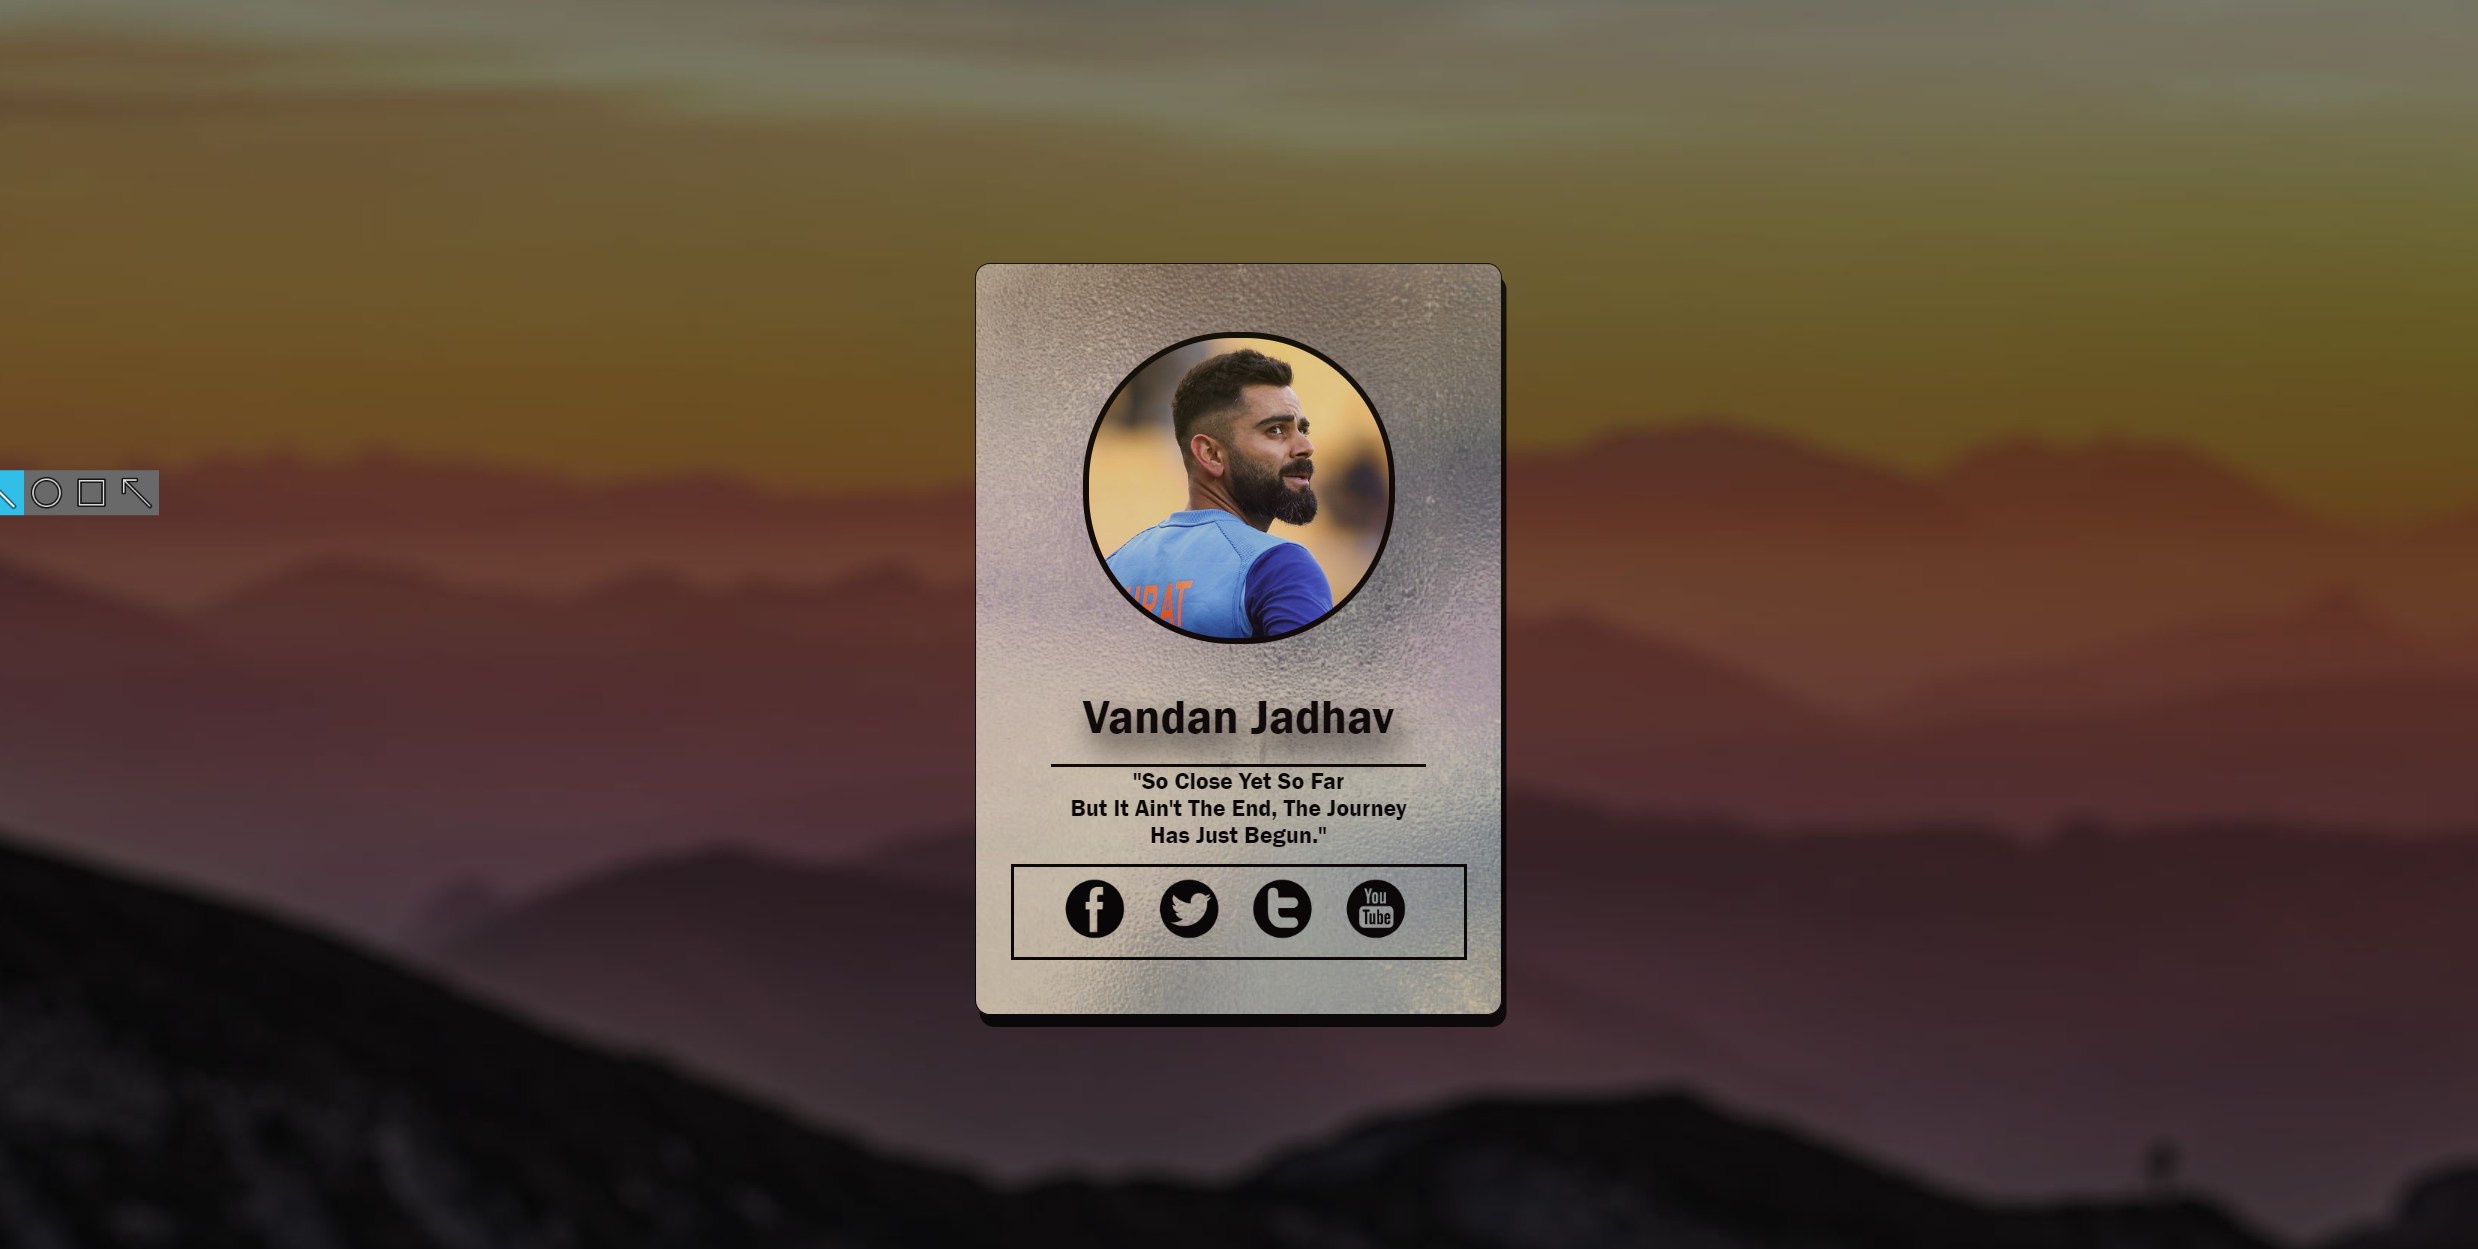 RAT
Vandan Jadhav
"So Close Yet So Far
But It Ain't The End, The Journey
Has Just Begun."
f
t
You
Tube